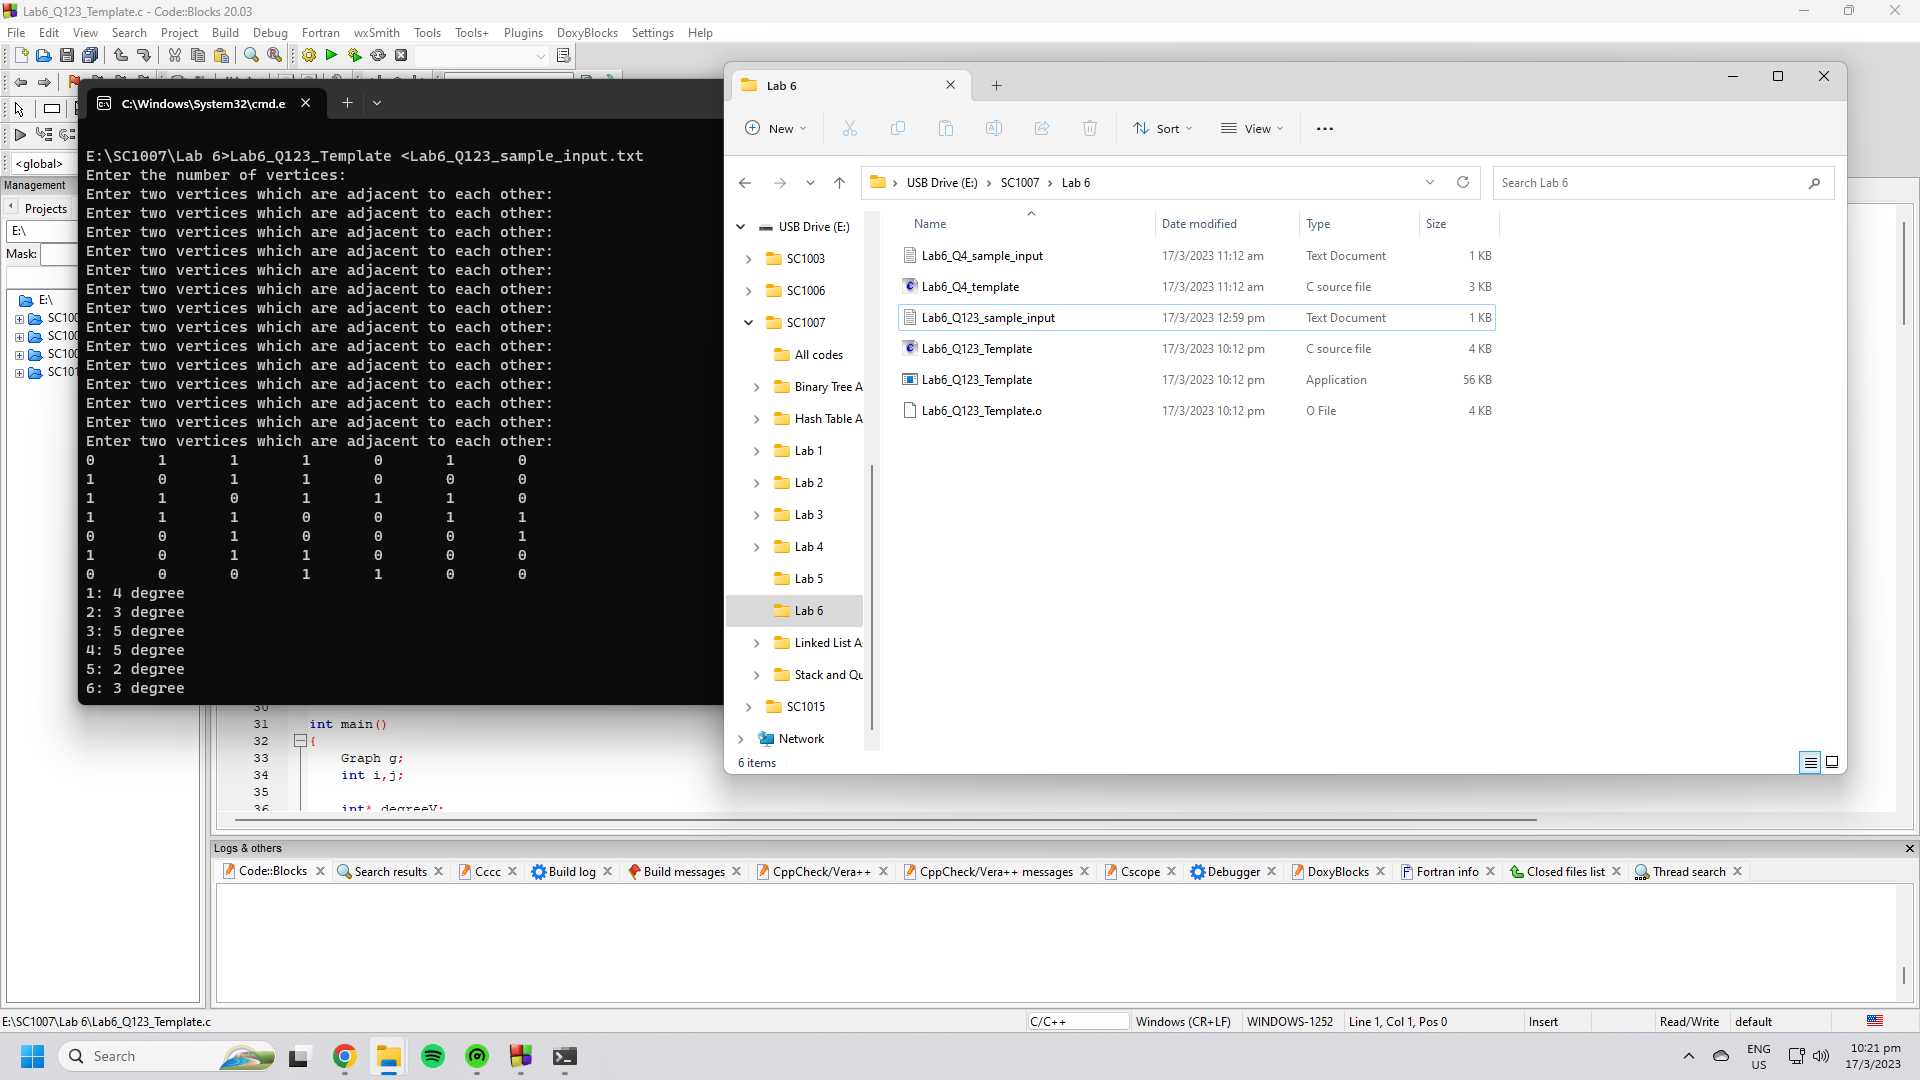 Lab6_Q123_Template.c - Code::Blocks 20.03
File Edit View Search Project Build Debug Fortran wxSmith Tools Tools+ Plugins DoxyBlocks Settings Help
<global>
Management
Projects
E:\
Mask:
E:\
SC100
SC100
SC100
SC101
C:\Windows\System32\cmd.e
E:\SC1007\Lab 6>Lab6_Q123_Template <Lab6_Q123_sample_input.txt
Enter the number of vertices:
Enter two vertices which are adjacent to each other:
Enter two vertices which are adjacent to each other:
Enter two vertices which are adjacent to each other:
Enter two vertices which are adjacent to each other:
Enter two vertices which are adjacent to each other:
Enter two vertices which are adjacent to each other:
Enter two vertices which are adjacent to each other:
Enter two vertices which are adjacent to each other:
Enter two vertices which are adjacent to each other:
Enter two vertices which are adjacent to each other:
Enter two vertices which are adjacent to each other:
Enter two vertices which are adjacent to each other:
Enter two vertices which are adjacent to each other:
Enter two vertices which are adjacent to each other:
0 1 1 1 0 1 0
1 0 1 1 0 0 0
1 1 0 1 1 1 0
1 1 1 0 0 1 1
0 0 1 0 0 0 1
1 0 1 1 0 0 0
0 0 0 1 1 0 0
1: 4 degree
2: 3 degree
3: 5 degree
4: 5 degree
5: 2 degree
6: 3 degree
30
31 int main()
32 {
33 Graph g;
34 int i,j;
35
36 int* degreeV;
Lab 6
New Sort View
USB Drive (E:) SC1007 Lab 6
Search Lab 6
USB Drive (E:)
SC1003
SC1006
SC1007
All codes
Binary Tree A
Hash Table A
Lab 1
Lab 2
Lab 3
Lab 4
Lab 5
Lab 6
Linked List A
Stack and Qu
SC1015
Network
Name Date modified Type Size
Lab6_Q4_sample_input 17/3/2023 11:12 am Text Document 1 KB
Lab6_Q4_template 17/3/2023 11:12 am C source file 3 KB
Lab6_Q123_sample_input 17/3/2023 12:59 pm Text Document 1 KB
Lab6_Q123_Template 17/3/2023 10:12 pm C source file 4 KB
Lab6_Q123_Template 17/3/2023 10:12 pm Application 56 KB
Lab6_Q123_Template.o 17/3/2023 10:12 pm O File 4 KB
6 items
Logs & others
Code::Blocks Search results Cccc Build log Build messages CppCheck/Vera++ CppCheck/Vera++ messages Cscope Debugger DoxyBlocks Fortran info Closed files list Thread search
E:\SC1007\Lab 6\Lab6_Q123_Template.c C/C++ Windows (CR+LF) WINDOWS-1252 Line 1, Col 1, Pos 0 Insert Read/Write default
Search
ENG
US
10:21 pm
17/3/2023